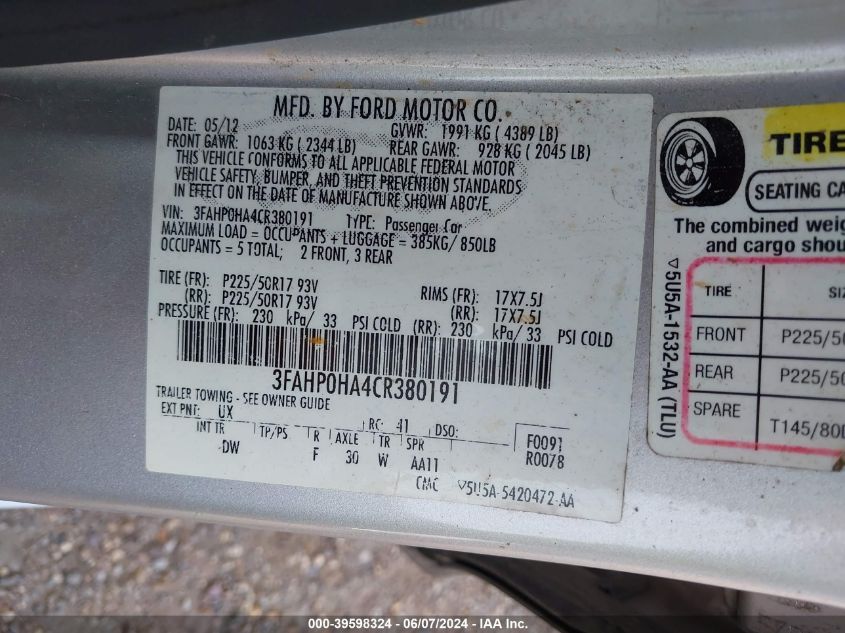 MFD. BY FORD MOTOR CO.
DATE: 05/12 GVWR: 1991 KG ( 4389 LB)
FRONT GAWR: 1063 KG ( 2344 LB) REAR GAWR: 928 KG ( 2045 LB)
THIS VEHICLE CONFORMS TO ALL APPLICABLE FEDERAL MOTOR
VEHICLE SAFETY, BUMPER, AND THEFT PREVENTION STANDARDS
IN EFFECT ON THE DATE OF MANUFACTURE SHOWN ABOVE.
VIN: 3FAHP0HA4CR380191 TYPE: Passenger Car
MAXIMUM LOAD = OCCUPANTS + LUGGAGE = 385KG/ 850LB
OCCUPANTS = 5 TOTAL; 2 FRONT, 3 REAR
TIRE (FR): P225/50R17 93V RIMS (FR): 17X7.5J
(RR): P225/50R17 93V (RR): 17X7.5J
PRESSURE (FR): 230 kPa/ 33 PSI COLD (RR): 230 kPa/ 33 PSI COLD
3FAHP0HA4CR380191
TRAILER TOWING - SEE OWNER GUIDE
EXT PNT: UX RC: 41 DSO: F0091
INT TR TP/PS R AXLE TR SPR R0078
DW F 30 W AA11
CMC ▽5U5A-5420472-AA
TIRE
SEATING CA
The combined weig
and cargo shou
▽5U5A-1532-AA (TLU)
TIRE SI
FRONT P225/50
REAR P225/5
SPARE T145/80
000-39598324 - 06/07/2024 - IAA Inc.